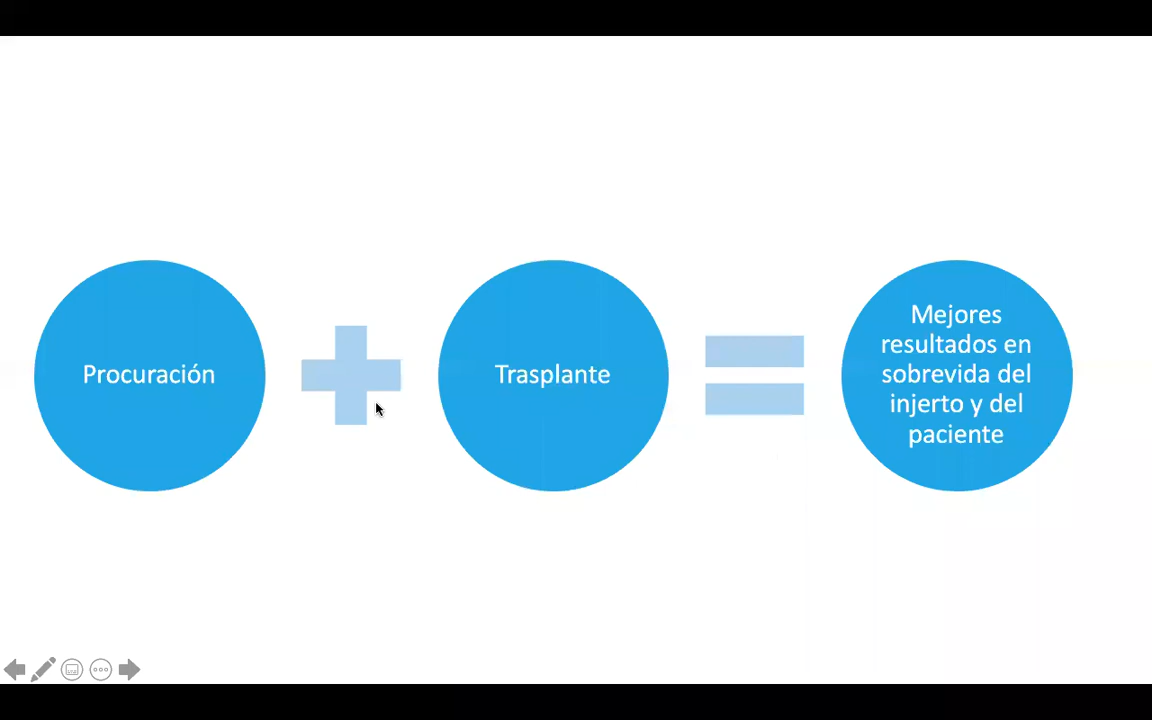 Procuración
Trasplante
Mejores
resultados en
sobrevida del
injerto y del
paciente